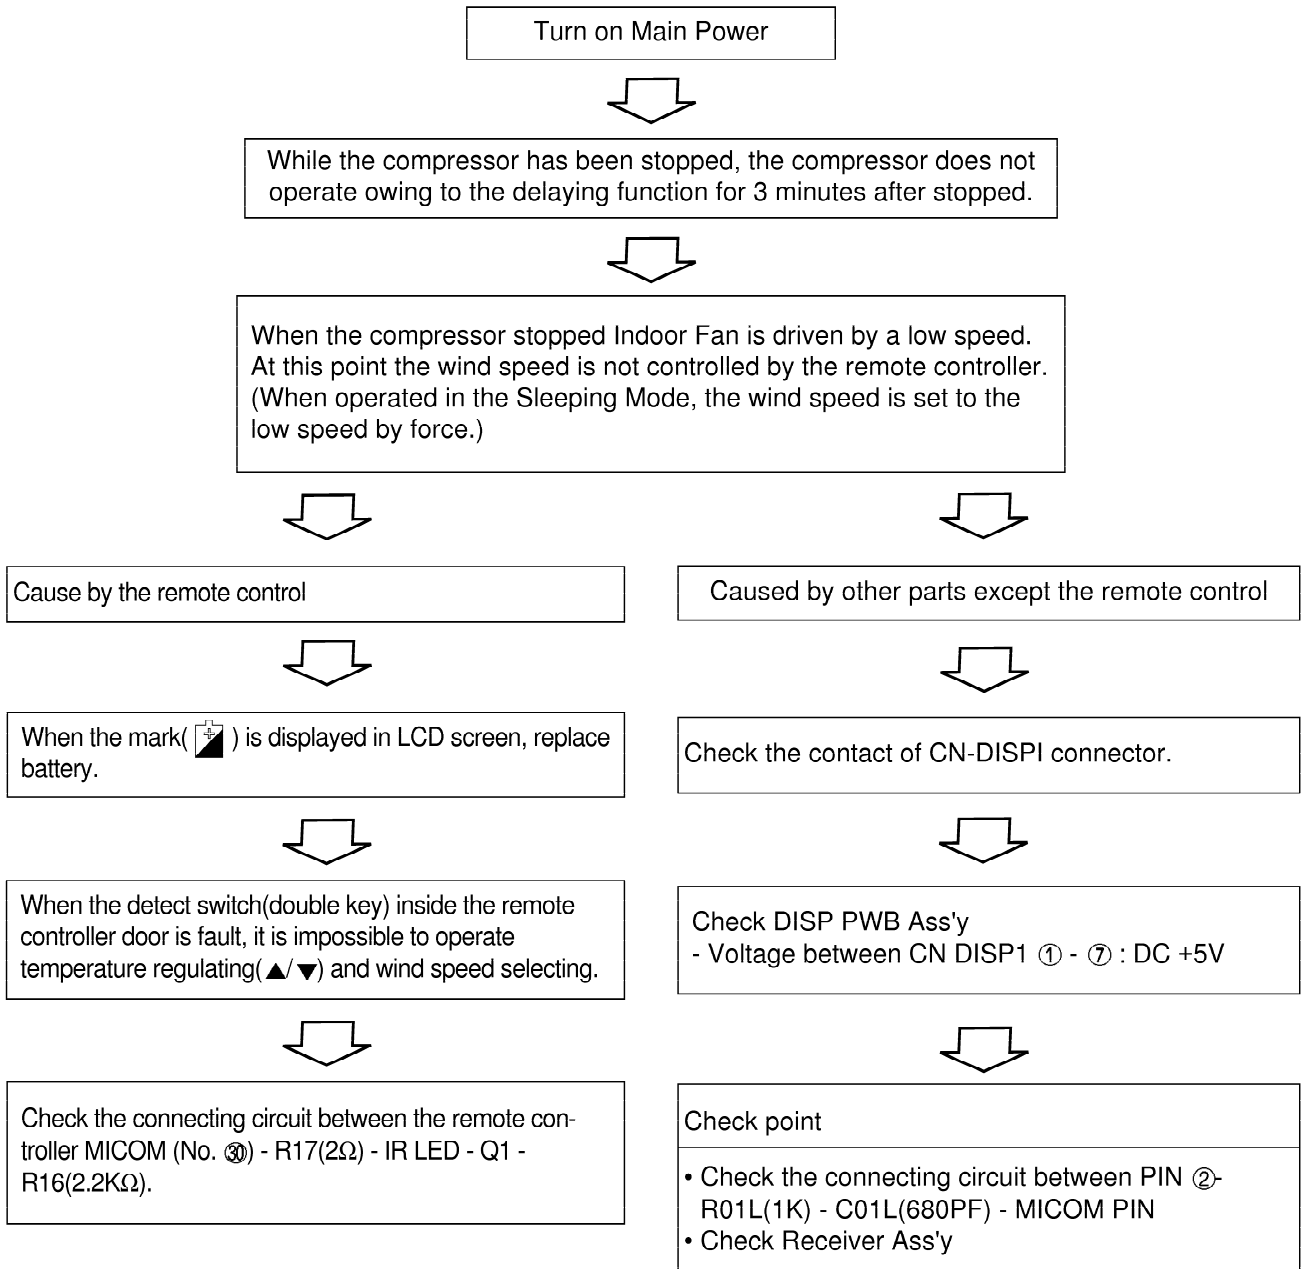 Turn on Main Power
While the compressor has been stopped, the compressor does not
operate owing to the delaying function for 3 minutes after stopped.
When the compressor stopped Indoor Fan is driven by a low speed.
At this point the wind speed is not controlled by the remote controller.
(When operated in the Sleeping Mode, the wind speed is set to the
low speed by force.)
Cause by the remote control
When the mark( ) is displayed in LCD screen, replace
battery.
When the detect switch(double key) inside the remote
controller door is fault, it is impossible to operate
temperature regulating(▲/▼) and wind speed selecting.
Check the connecting circuit between the remote con-
troller MICOM (No. ㉚) - R17(2Ω) - IR LED - Q1 -
R16(2.2KΩ).
Caused by other parts except the remote control
Check the contact of CN-DISPI connector.
Check DISP PWB Ass'y
- Voltage between CN DISP1 ① - ⑦ : DC +5V
Check point
• Check the connecting circuit between PIN ②-
R01L(1K) - C01L(680PF) - MICOM PIN
• Check Receiver Ass'y